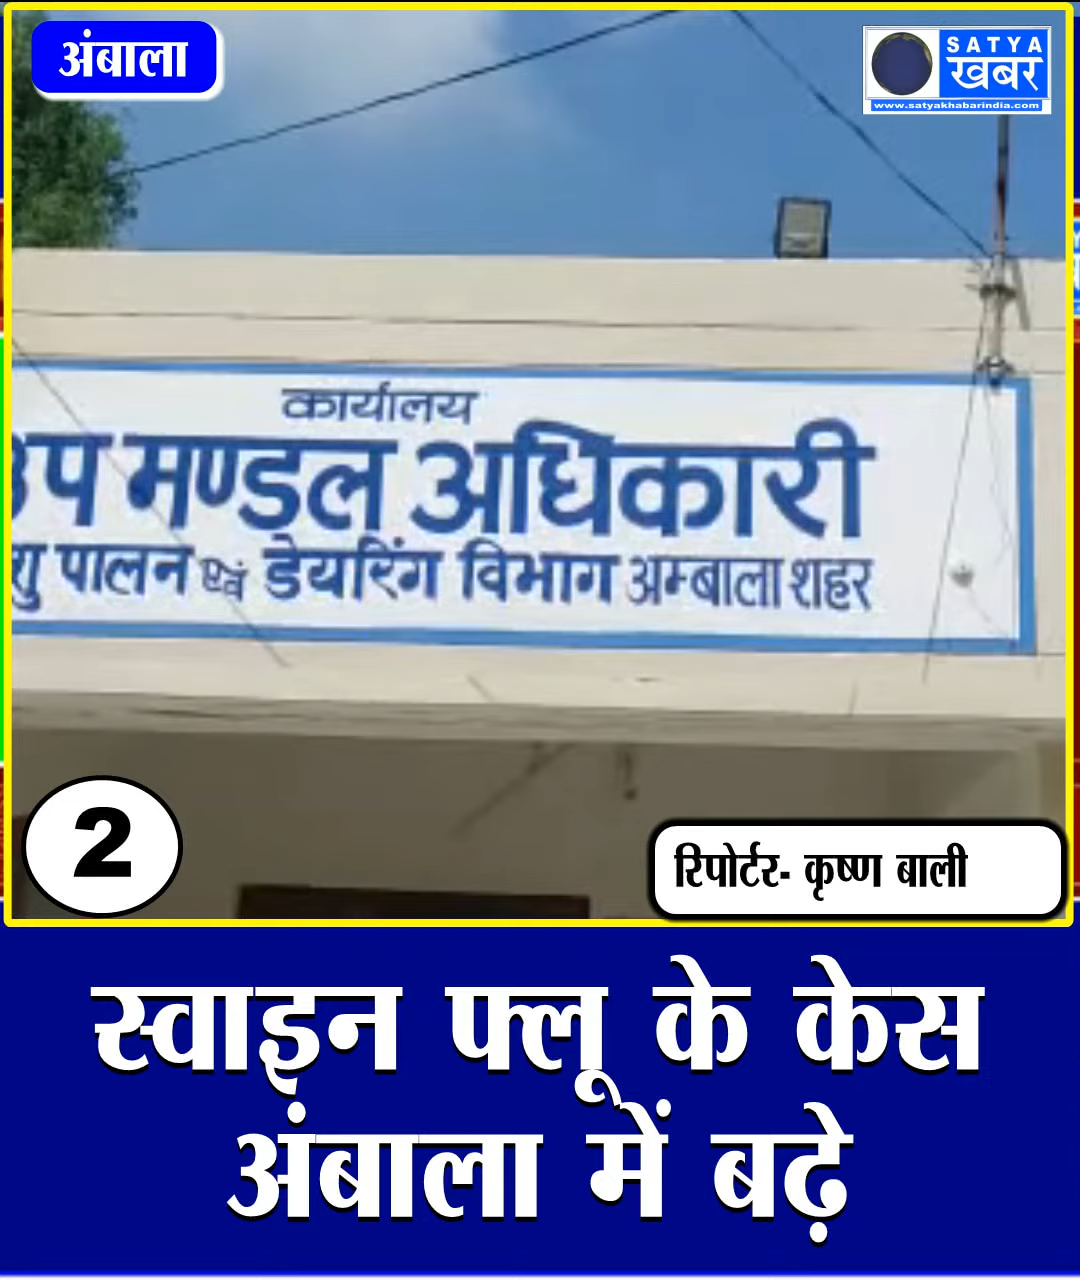 अंबाला
SATYA
खबर
www.satyakhabarindia.com
कार्यालय
उप मण्डल अधिकारी
शु पालन एवं डेयरिंग विभाग अम्बाला शहर
2
रिपोर्टर- कृष्ण बाली
स्वाइन फ्लू के केस
अंबाला में बढ़े